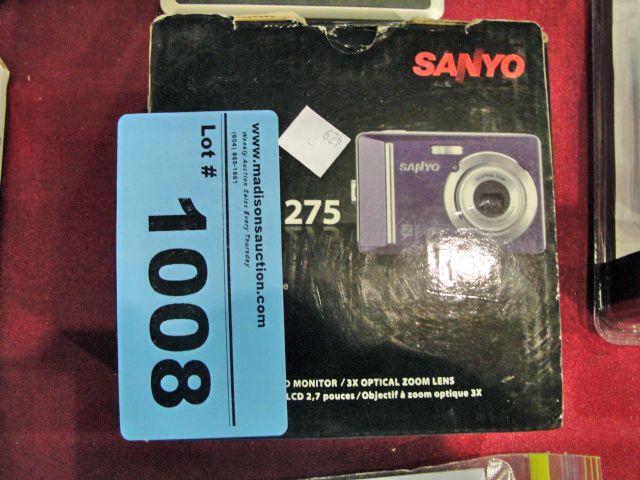 SANYO
629
SANYO
275
D MONITOR / 3X OPTICAL ZOOM LENS
LCD 2,7 pouces / Objectif à zoom optique 3X
www.madisonsauction.com
Weekly Auction Sales Every Thursday
Lot #
1008